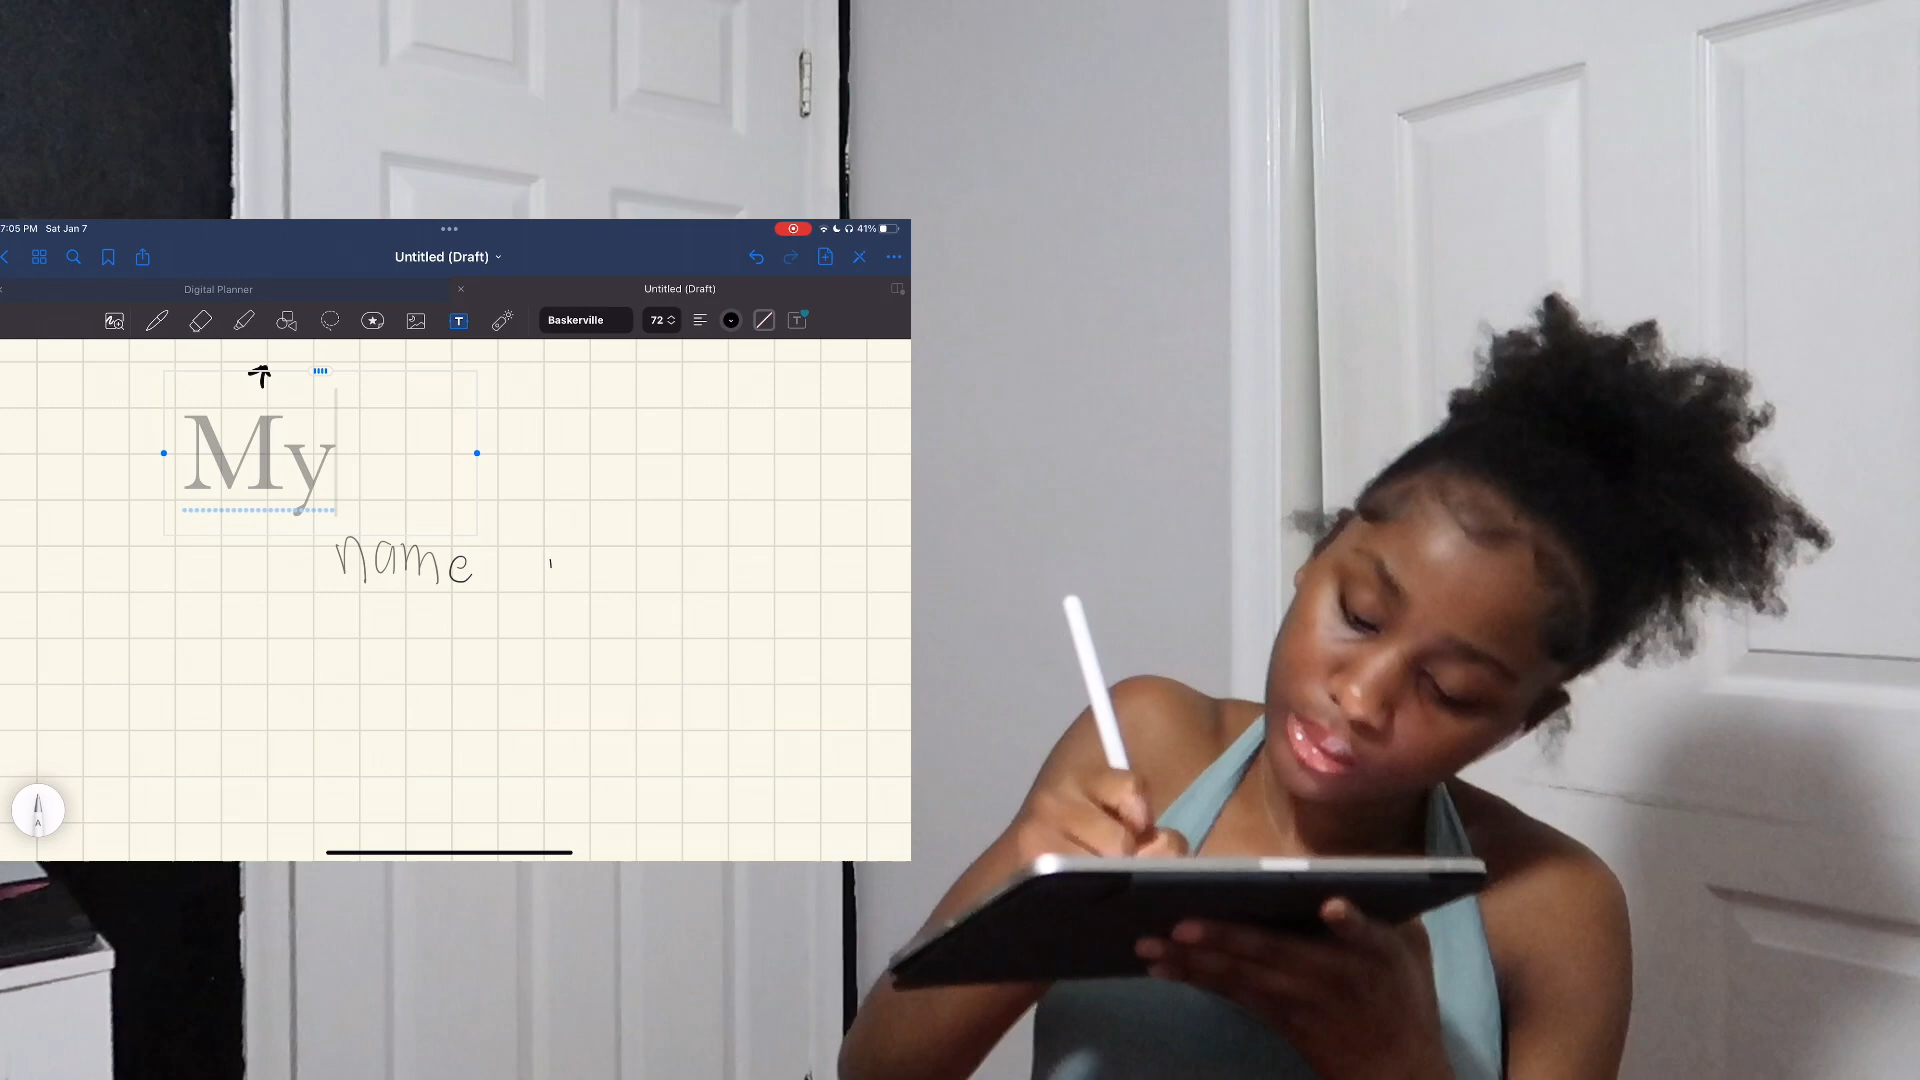 7:05 PM Sat Jan 7
41%
Untitled (Draft)
Digital Planner
Untitled (Draft)
Baskerville 72
My
name
A